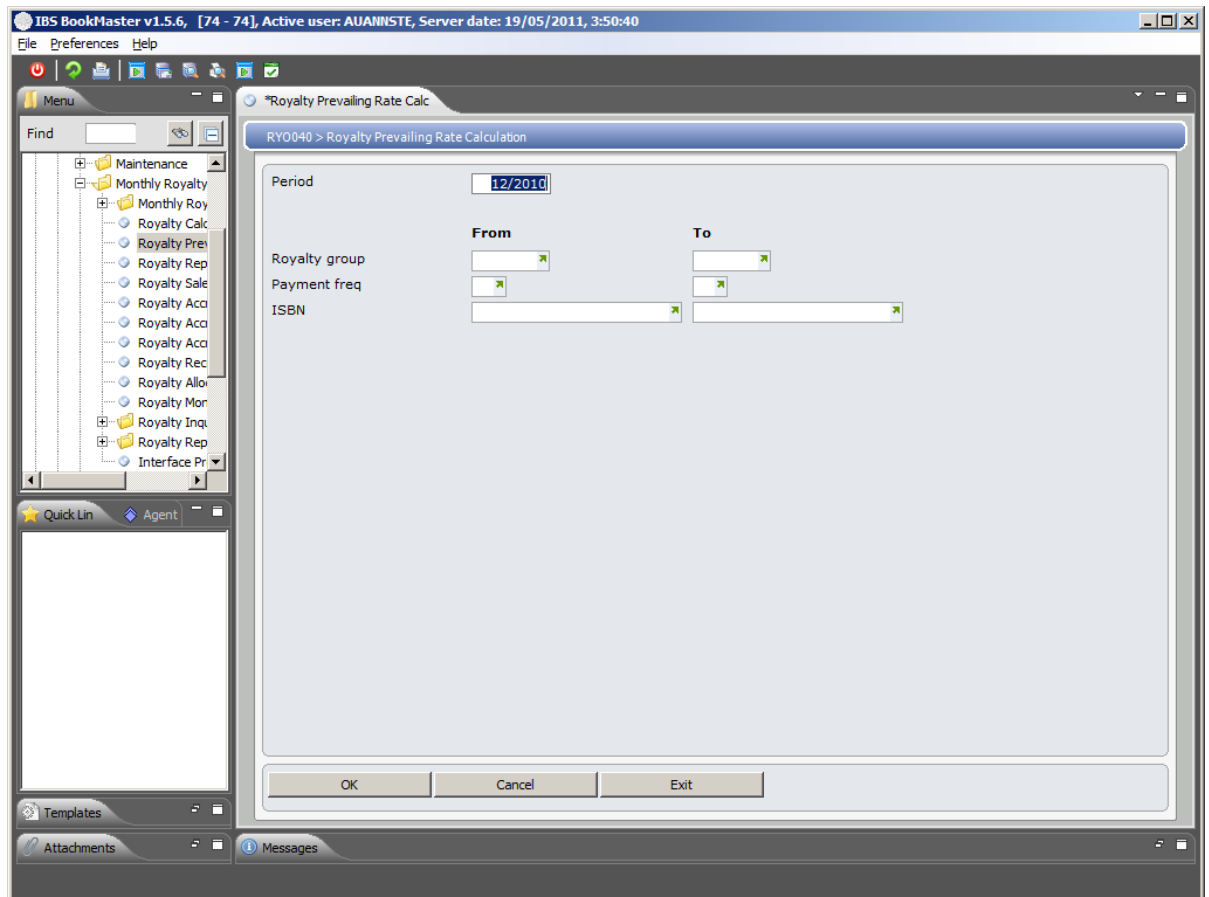 IBS BookMaster v1.5.6, [74 - 74], Active user: AUANNSTE, Server date: 19/05/2011, 3:50:40
File Preferences Help
Menu
*Royalty Prevailing Rate Calc
Find
RYO040 > Royalty Prevailing Rate Calculation
Maintenance
Monthly Royalty
Monthly Roy
Royalty Calc
Royalty Prev
Royalty Rep
Royalty Sale
Royalty Accr
Royalty Accr
Royalty Accr
Royalty Rec
Royalty Allo
Royalty Mon
Royalty Inqu
Royalty Rep
Interface Pr
Period 12/2010
From To
Royalty group
Payment freq
ISBN
Quick Lin Agent
OK Cancel Exit
Templates
Attachments
Messages